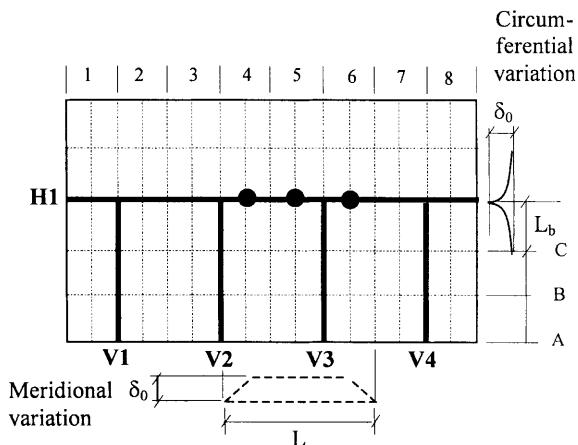 Circum-
ferential
variation
1 2 3 4 5 6 7 8
δ0
H1
Lb
C
B
A
V1 V2 V3 V4
Meridional
variation
δ0
L